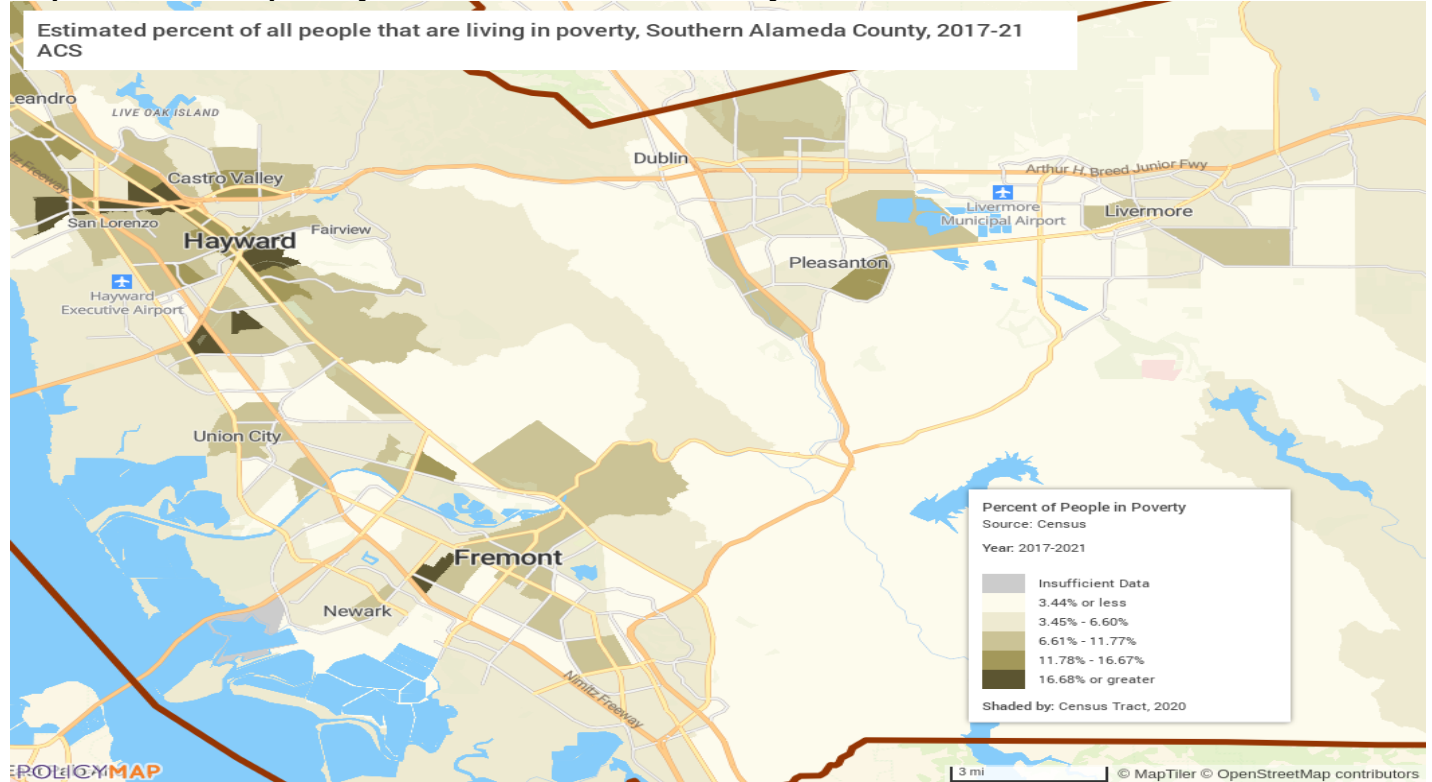 Estimated percent of all people that are living in poverty, Southern Alameda County, 2017-21
ACS
eandro
LIVE OAK ISLAND
Dublin
Arthur H. Breed Junior Fwy
Castro Valley
Livermore
Municipal Airport
Livermore
San Lorenzo
Hayward
Fairview
Pleasanton
Hayward
Executive Airport
Union City
Fremont
Newark
Nimitz Freeway
Percent of People in Poverty
Source: Census
Year: 2017-2021
Insufficient Data
3.44% or less
3.45% - 6.60%
6.61% - 11.77%
11.78% - 16.67%
16.68% or greater
Shaded by: Census Tract, 2020
POLICYMAP
3 mi
© MapTiler © OpenStreetMap contributors